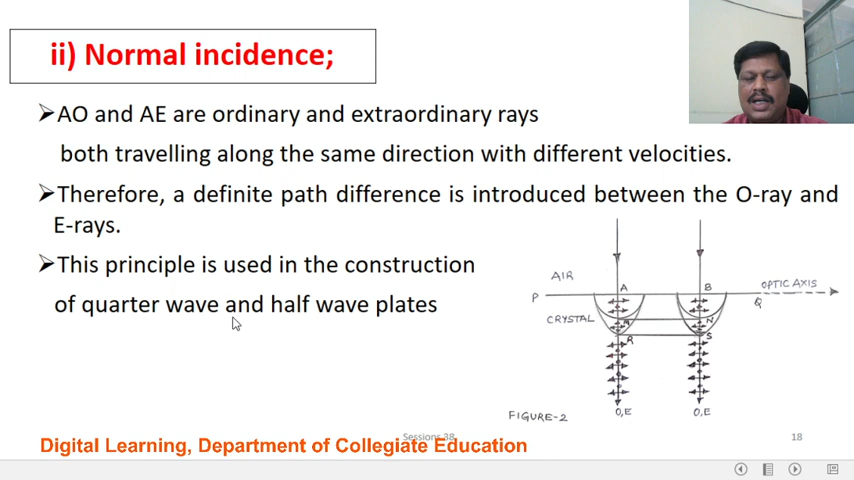 ii) Normal incidence;
➢AO and AE are ordinary and extraordinary rays
both travelling along the same direction with different velocities.
➢Therefore, a definite path difference is introduced between the O-ray and
E-rays.
➢This principle is used in the construction
of quarter wave and half wave plates
AIR
A
B
OPTIC AXIS
P
Q
CRYSTAL
M
N
R
S
O,E
O,E
FIGURE-2
Sessions 38
18
Digital Learning, Department of Collegiate Education